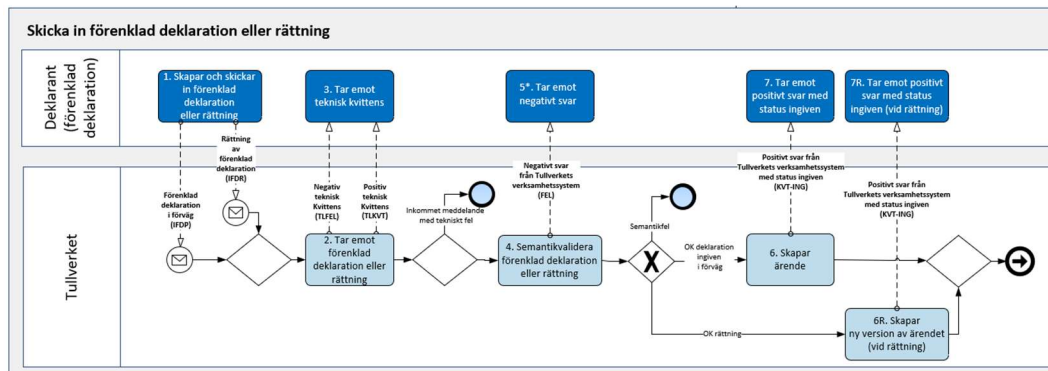 Skicka in förenklad deklaration eller rättning
Deklarant
(förenklad
deklaration)
1. Skapar och skickar
in förenklad
deklaration
eller rättning
3. Tar emot
teknisk kvittens
5*. Tar emot
negativt svar
7. Tar emot
positivt svar med
status ingiven
7R. Tar emot positivt
svar med status
ingiven (vid rättning)
Tullverket
Förenklad
deklaration
i förväg
(IFDP)
Rättning
av
förenklad
deklaration
(IFDR)
Negativ
teknisk
Kvittens
(TLFEL)
Positiv
teknisk
Kvittens
(TLKVT)
Inkommet meddelande
med tekniskt fel
Negativt svar
från Tullverkets
verksamhetssystem
(FEL)
Semantikfel
Positivt svar från
Tullverkets verksamhetssystem
med status ingiven
(KVT-ING)
Positivt svar från
Tullverkets verksamhetssystem
med status ingiven
(KVT-ING)
2. Tar emot
förenklad
deklaration eller
rättning
4. Semantikvalidera
förenklad deklaration
eller rättning
X
OK deklaration
ingiven
i förväg
6. Skapar
ärende
OK rättning
6R. Skapar
ny version av ärendet
(vid rättning)